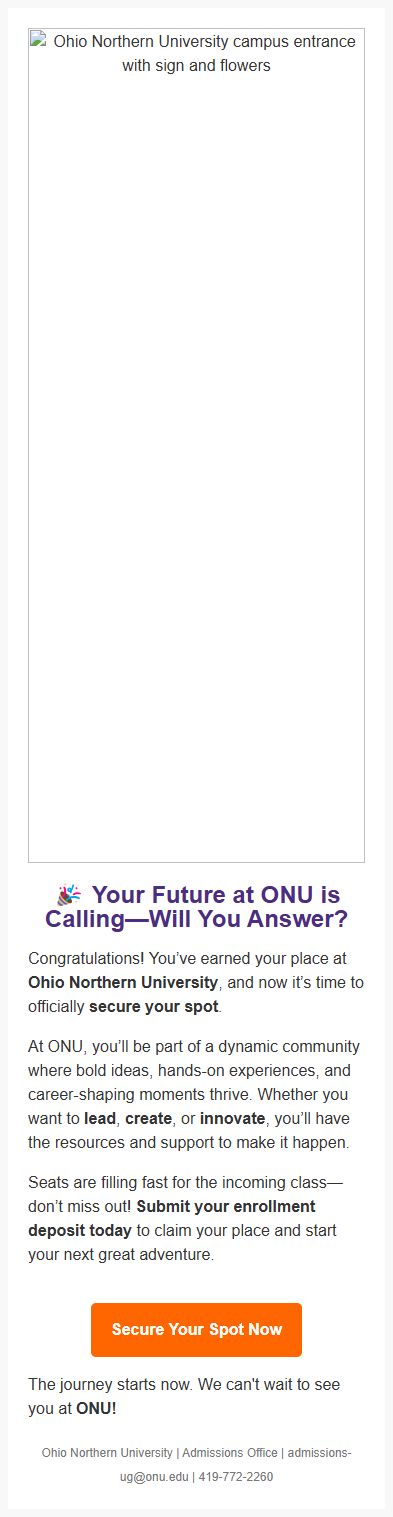 Ohio Northern University campus entrance
with sign and flowers
🎉 Your Future at ONU is
Calling—Will You Answer?
Congratulations! You’ve earned your place at
Ohio Northern University, and now it’s time to
officially secure your spot.
At ONU, you’ll be part of a dynamic community
where bold ideas, hands-on experiences, and
career-shaping moments thrive. Whether you
want to lead, create, or innovate, you’ll have
the resources and support to make it happen.
Seats are filling fast for the incoming class—
don’t miss out! Submit your enrollment
deposit today to claim your place and start
your next great adventure.
Secure Your Spot Now
The journey starts now. We can't wait to see
you at ONU!
Ohio Northern University | Admissions Office | admissions-
ug@onu.edu | 419-772-2260